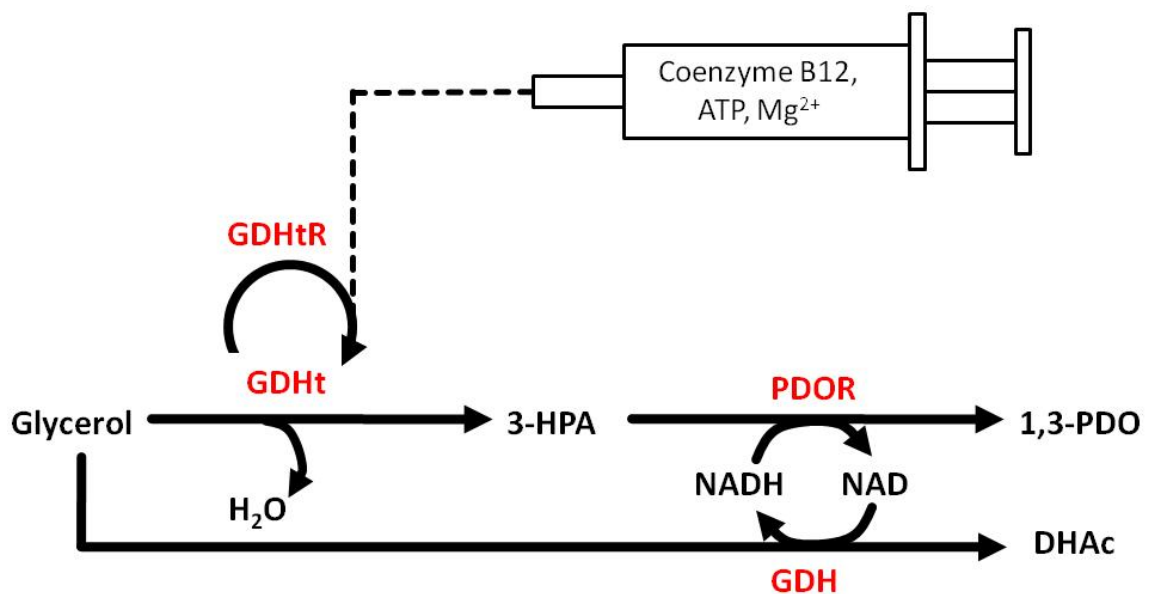 Coenzyme B12,
ATP, Mg²⁺
GDHtR
GDHt
PDOR
Glycerol
3-HPA
1,3-PDO
NADH
NAD
H₂O
DHAc
GDH